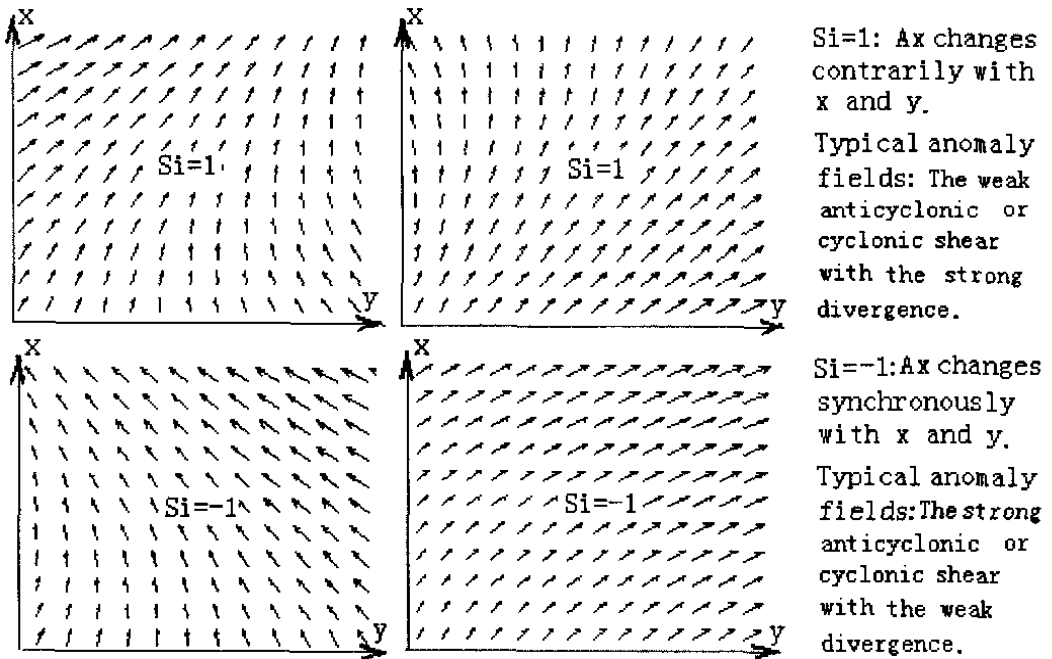 x
Si=1
y
x
Si=1
y
Si=1: Ax changes
contrarily with
x and y.
Typical anomaly
fields: The weak
anticyclonic or
cyclonic shear
with the strong
divergence.
x
Si=-1
y
x
Si=-1
y
Si=-1:Ax changes
synchronously
with x and y.
Typical anomaly
fields:The strong
anticyclonic or
cyclonic shear
with the weak
divergence.